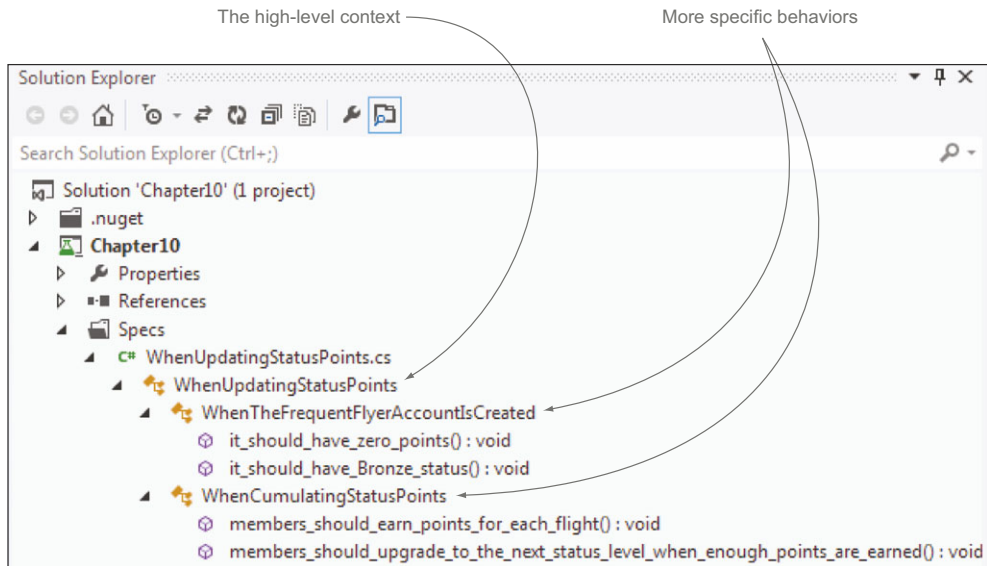 The high-level context
More specific behaviors
Solution Explorer
Search Solution Explorer (Ctrl+;)
Solution 'Chapter10' (1 project)
.nuget
Chapter10
Properties
References
Specs
C# WhenUpdatingStatusPoints.cs
WhenUpdatingStatusPoints
WhenTheFrequentFlyerAccountIsCreated
it_should_have_zero_points() : void
it_should_have_Bronze_status() : void
WhenCumulatingStatusPoints
members_should_earn_points_for_each_flight() : void
members_should_upgrade_to_the_next_status_level_when_enough_points_are_earned() : void